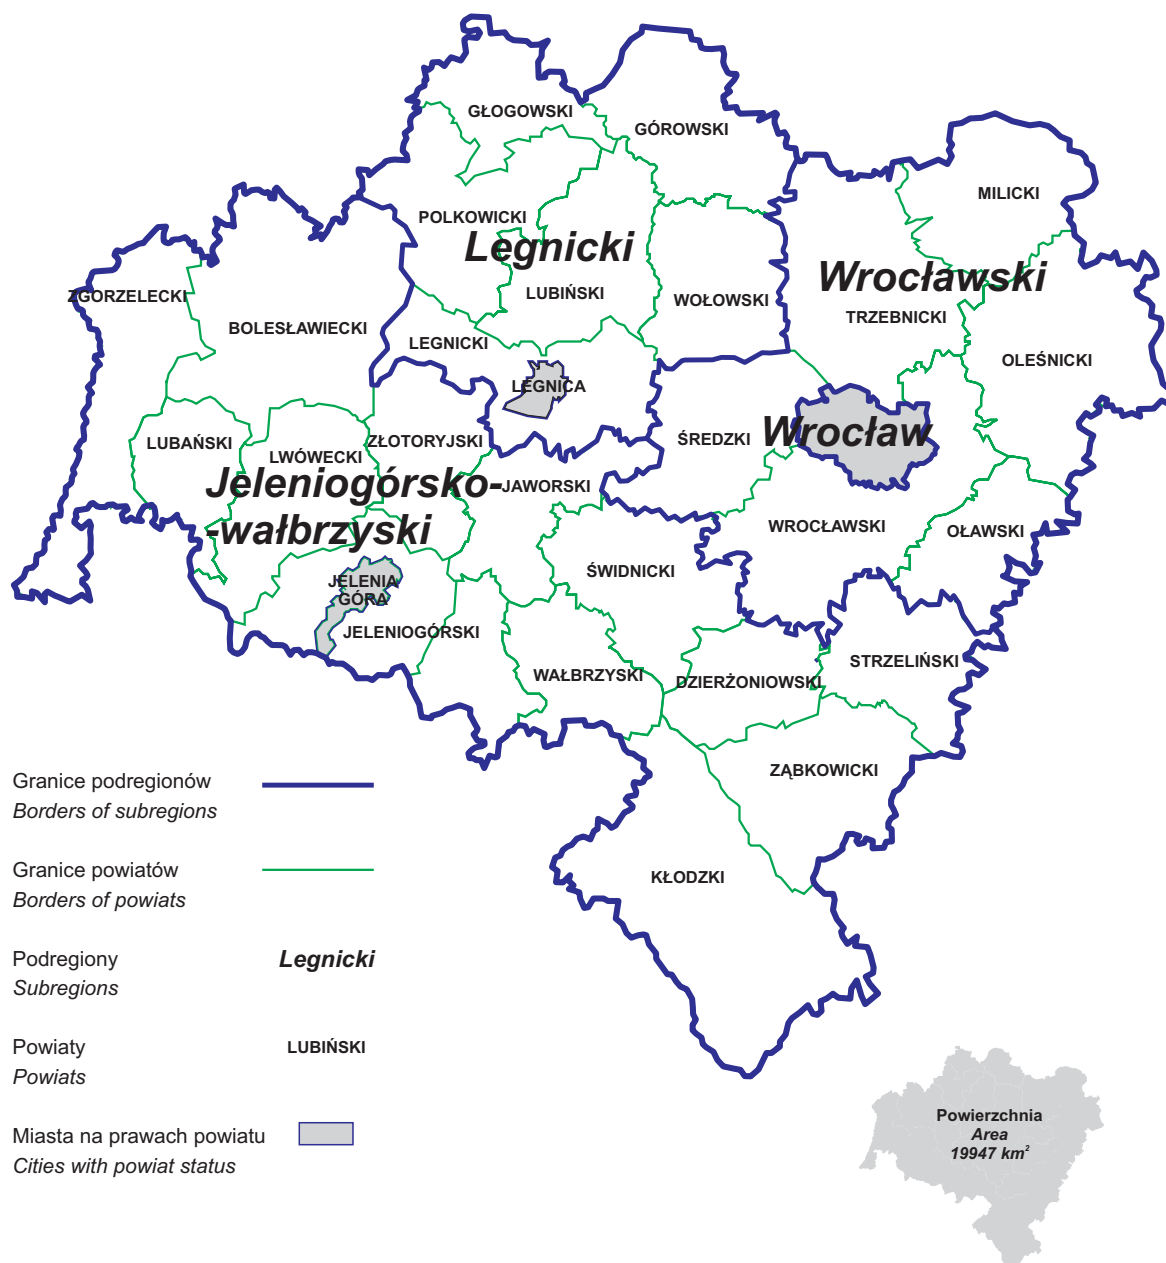 GŁOGOWSKI
GÓROWSKI
MILICKI
POLKOWICKI
Legnicki
Wrocławski
ZGORZELECKI
LUBIŃSKI
WOŁOWSKI
TRZEBNICKI
BOLESŁAWIECKI
LEGNICKI
OLEŚNICKI
LEGNICA
LUBAŃSKI
LWÓWECKI
ZŁOTORYJSKI
ŚREDZKI
Wrocław
Jeleniogórsko-
-wałbrzyski
JAWORSKI
WROCŁAWSKI
OŁAWSKI
ŚWIDNICKI
JELENIA
GÓRA
JELENIOGÓRSKI
WAŁBRZYSKI
DZIERŻONIOWSKI
STRZELIŃSKI
ZĄBKOWICKI
KŁODZKI
Granice podregionów
Borders of subregions
Granice powiatów
Borders of powiats
Podregiony
Subregions
Legnicki
Powiaty
Powiats
LUBIŃSKI
Miasta na prawach powiatu
Cities with powiat status
Powierzchnia
Area
19947 km²